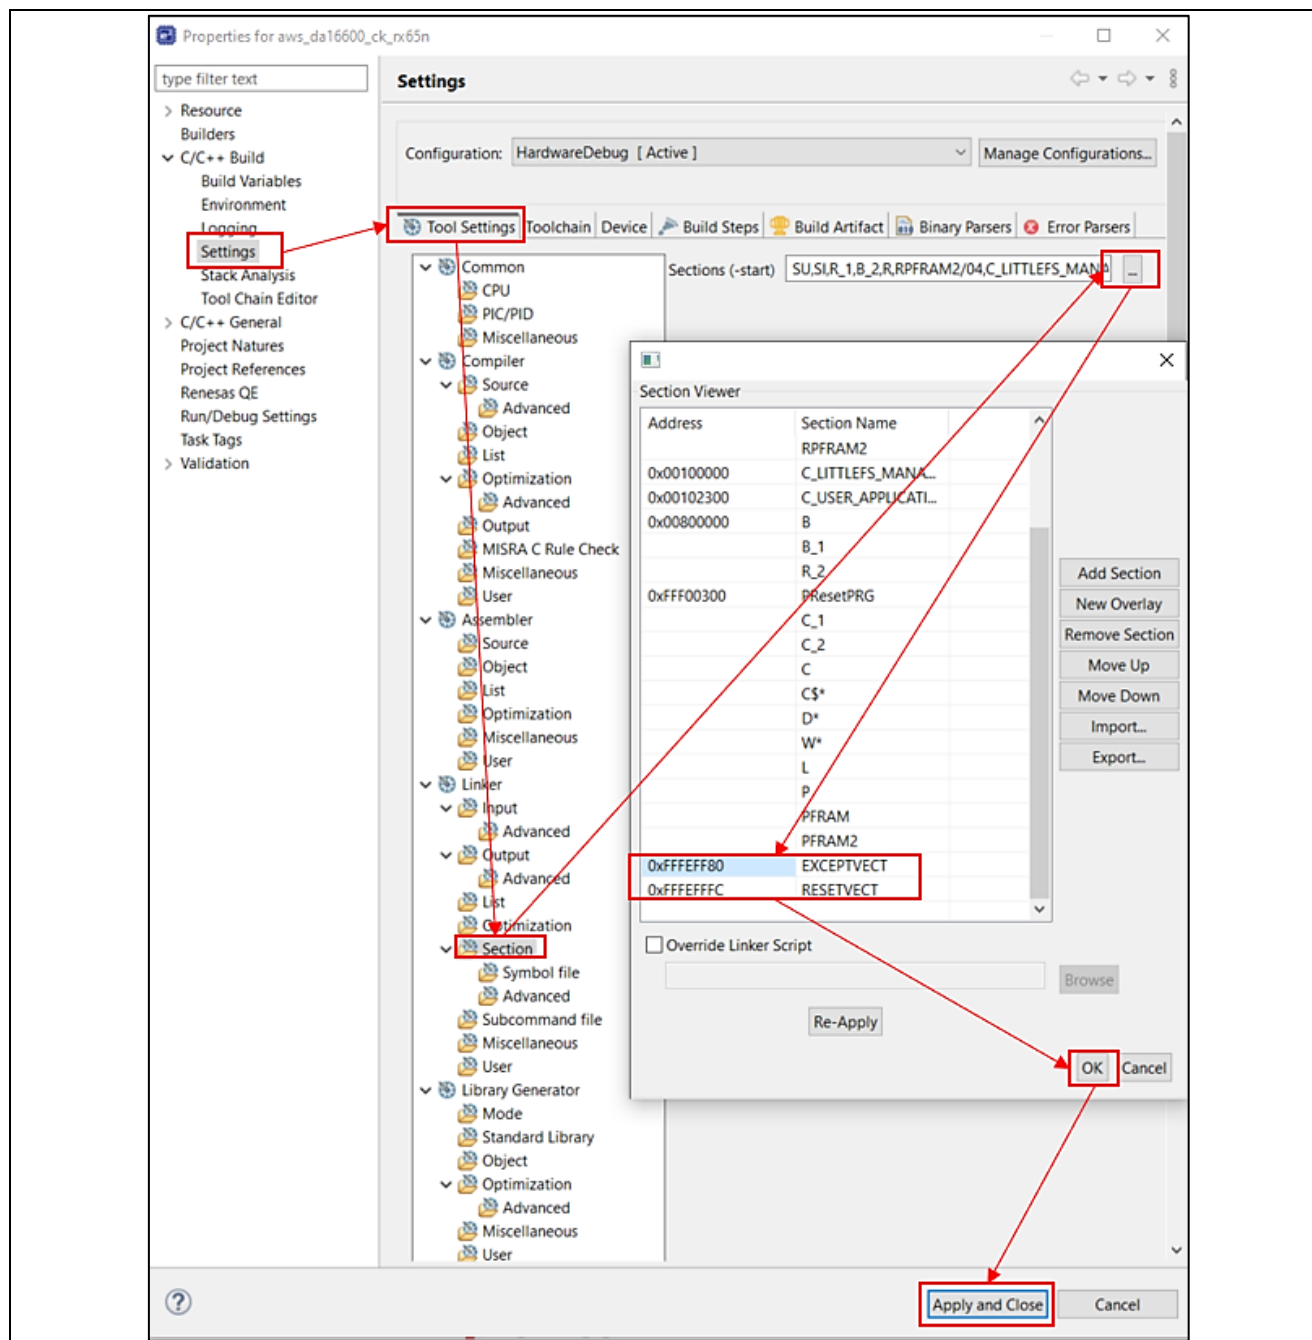 Properties for aws_da16600_ck_rx65n
type filter text
Resource
Builders
C/C++ Build
Build Variables
Environment
Logging
Settings
Stack Analysis
Tool Chain Editor
C/C++ General
Project Natures
Project References
Renesas QE
Run/Debug Settings
Task Tags
Validation
Settings
Configuration: HardwareDebug [ Active ] Manage Configurations...
Tool Settings Toolchain Device Build Steps Build Artifact Binary Parsers Error Parsers
Common
CPU
PIC/PID
Miscellaneous
Compiler
Source
Advanced
Object
List
Optimization
Advanced
Output
MISRA C Rule Check
Miscellaneous
User
Assembler
Source
Object
List
Optimization
Miscellaneous
User
Linker
Input
Advanced
Output
Advanced
List
Optimization
Section
Symbol file
Advanced
Subcommand file
Miscellaneous
User
Library Generator
Mode
Standard Library
Object
Optimization
Advanced
Miscellaneous
User
Sections (-start) SU,SI,R_1,B_2,R,RPFRAM2/04,C_LITTLEFS_MANA ...
Section Viewer
Address Section Name
RPFRAM2
0x00100000 C_LITTLEFS_MANA...
0x00102300 C_USER_APPLICATI...
0x00800000 B
B_1
R_2
0xFFF00300 PResetPRG
C_1
C_2
C
C$*
D*
W*
L
P
PFRAM
PFRAM2
0xFFFEFF80 EXCEPTVECT
0xFFFEFFFC RESETVECT
Add Section
New Overlay
Remove Section
Move Up
Move Down
Import...
Export...
Override Linker Script
Browse
Re-Apply
OK Cancel
? Apply and Close Cancel